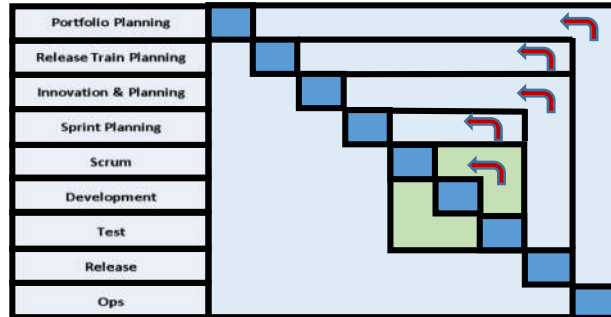 Portfolio Planning
Release Train Planning
Innovation & Planning
Sprint Planning
Scrum
Development
Test
Release
Ops